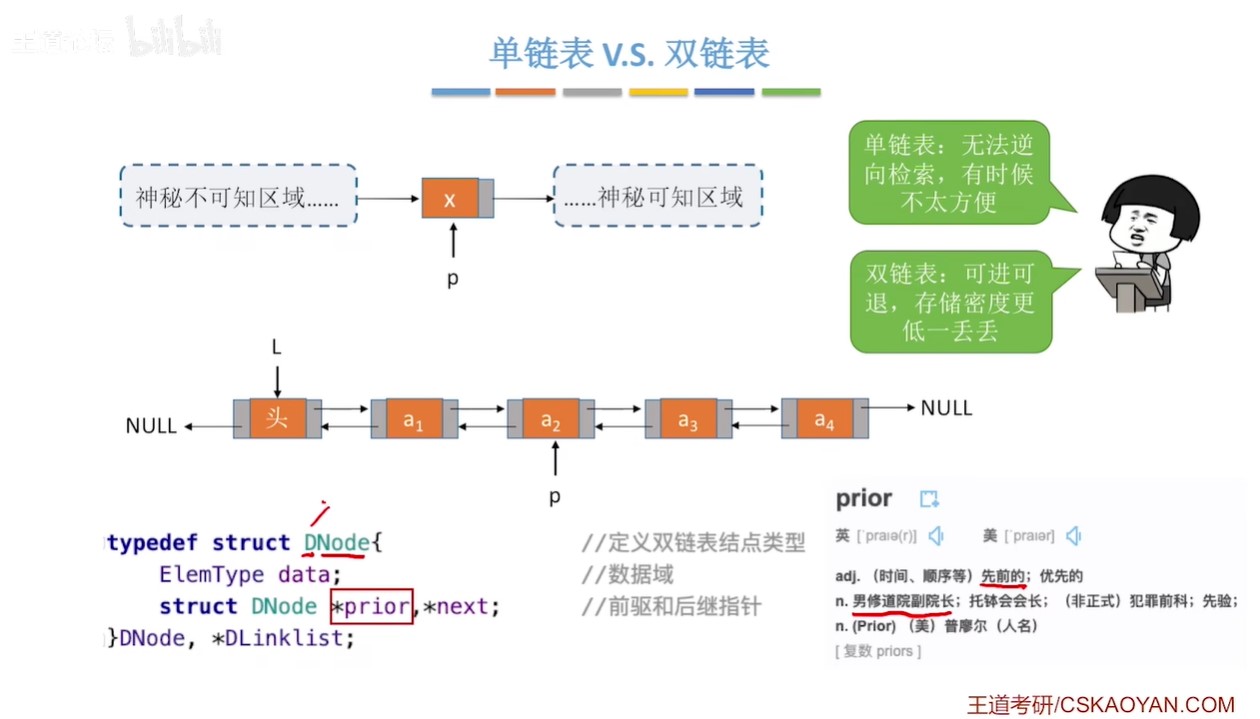 王道论坛 bilibili
单链表 V.S. 双链表
神秘不可知区域……
x
……神秘可知区域
p
单链表：无法逆
向检索，有时候
不太方便
双链表：可进可
退，存储密度更
低一丢丢
L
NULL
头
a1
a2
a3
a4
NULL
p
typedef struct DNode{ //定义双链表结点类型
ElemType data; //数据域
struct DNode *prior,*next; //前驱和后继指针
}DNode, *DLinklist;
prior
英 [ˈpraɪə(r)] 美 [ˈpraɪər]
adj. （时间、顺序等）先前的；优先的
n. 男修道院副院长；托钵会会长；（非正式）犯罪前科；先验；
n. (Prior) （美）普廖尔（人名）
[ 复数 priors ]
王道考研/CSKAOYAN.COM